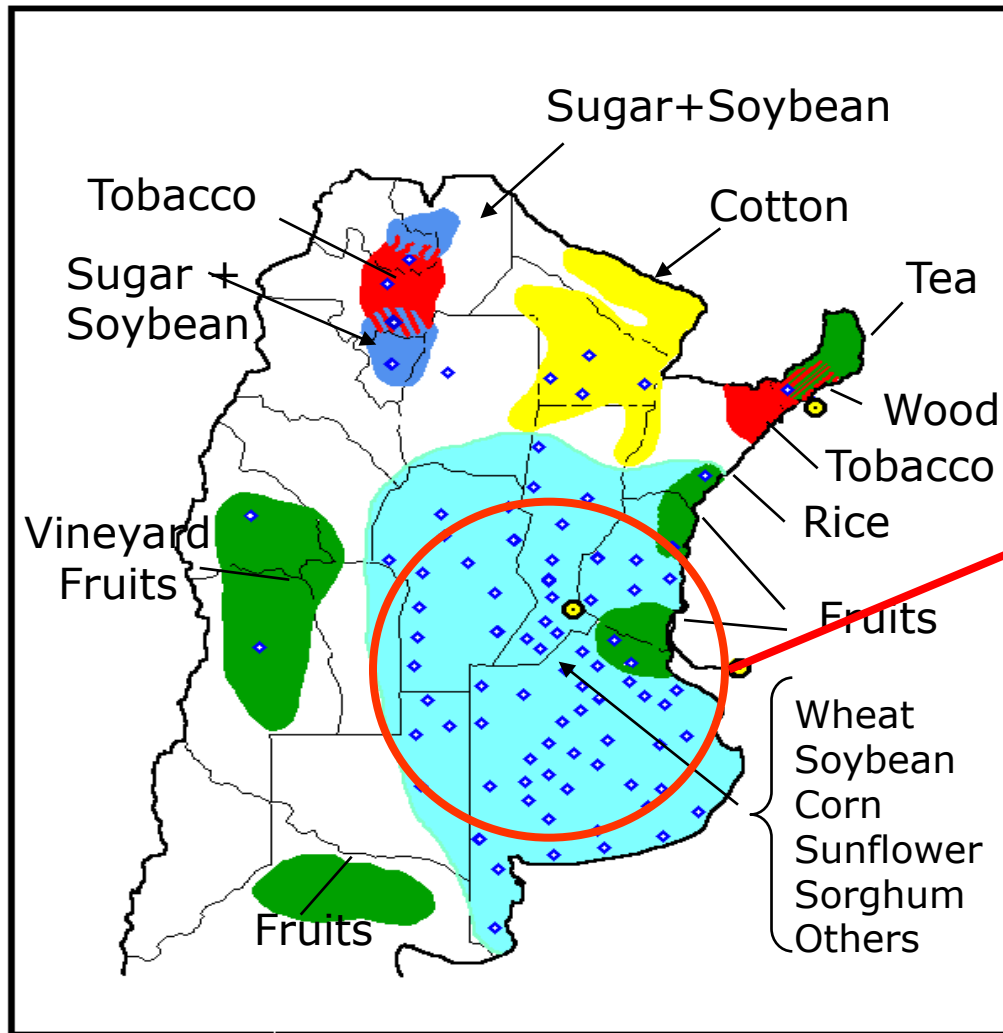 Sugar+Soybean
Tobacco
Cotton
Sugar +
Soybean
Tea
Wood
Tobacco
Rice
Vineyard
Fruits
Fruits
Wheat
Soybean
Corn
Sunflower
Sorghum
Others
Fruits